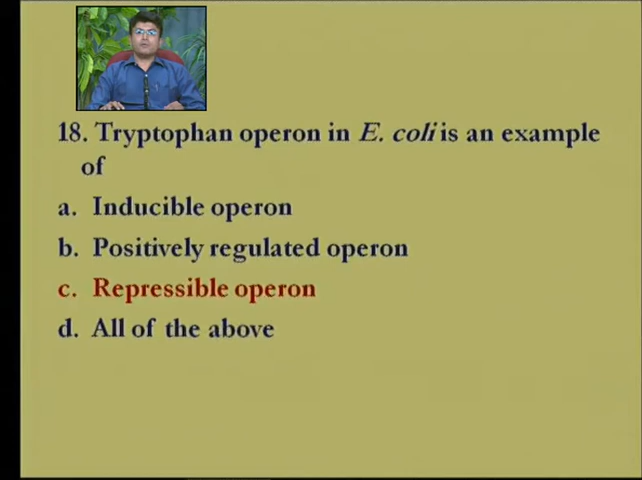 18. Tryptophan operon in E. coli is an example
of
a. Inducible operon
b. Positively regulated operon
c. Repressible operon
d. All of the above